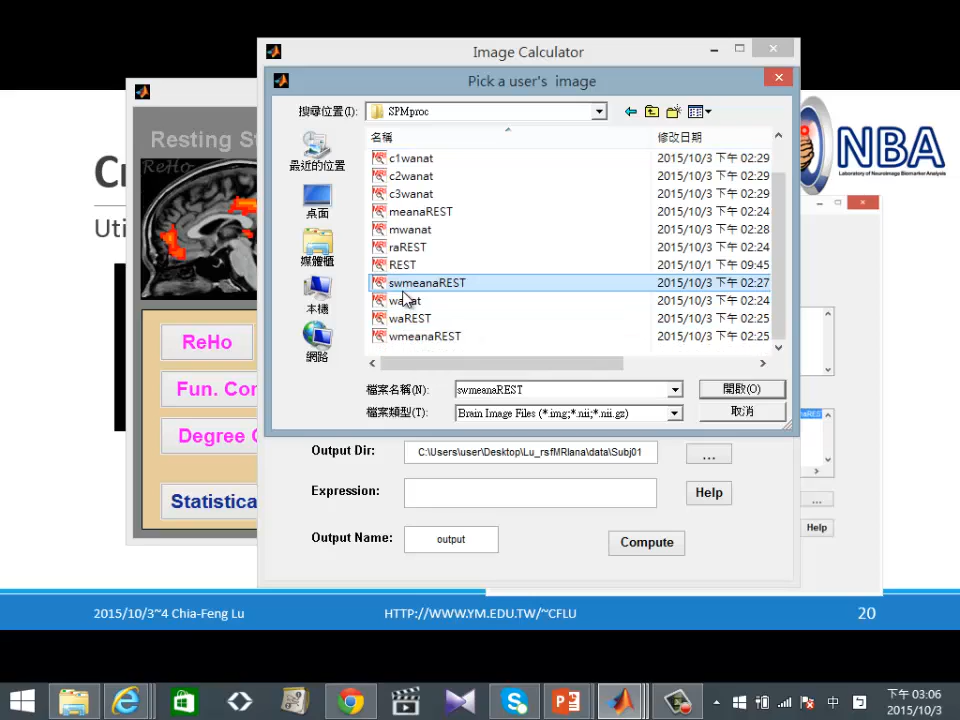 Image Calculator
Pick a user's image
搜尋位置(I):
SPMproc
名稱
修改日期
最近的位置
桌面
媒體櫃
本機
網路
c1wanat
2015/10/3 下午 02:29
c2wanat
2015/10/3 下午 02:29
c3wanat
2015/10/3 下午 02:29
meanaREST
2015/10/3 下午 02:24
mwanat
2015/10/3 下午 02:28
raREST
2015/10/3 下午 02:24
REST
2015/10/1 下午 09:45
swmeanaREST
2015/10/3 下午 02:27
2015/10/3 下午 02:24
waREST
2015/10/3 下午 02:25
wmeanaREST
2015/10/3 下午 02:25
檔案名稱(N):
swmeanaREST
開啟(O)
檔案類型(T):
Brain Image Files (*.img;*.nii;*.nii.gz)
取消
Output Dir:
C:\Users\user\Desktop\Lu_rsfMRIana\data\Subj01
...
Expression:
Help
Output Name:
output
Compute
Resting St
ReHo
ReHo
Fun. Con
Degree C
Statistica
Uti
NBA
Laboratory of Neuroimage Biomarker Analysis
...
Help
2015/10/3~4 Chia-Feng Lu
HTTP://WWW.YM.EDU.TW/~CFLU
20
中
下午 03:06
2015/10/3